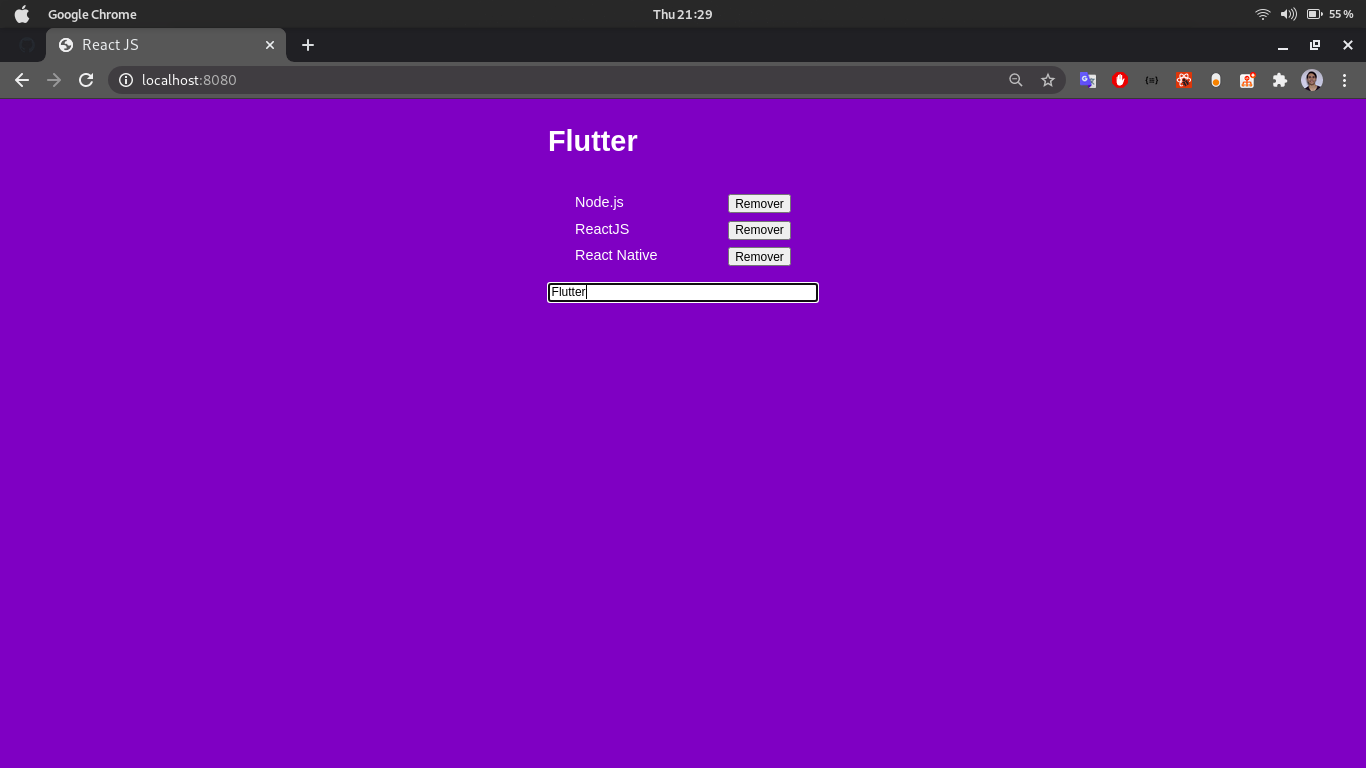 Google Chrome
Thu 21:29
55 %
React JS
localhost:8080
Flutter
Node.js Remover
ReactJS Remover
React Native Remover
Flutter